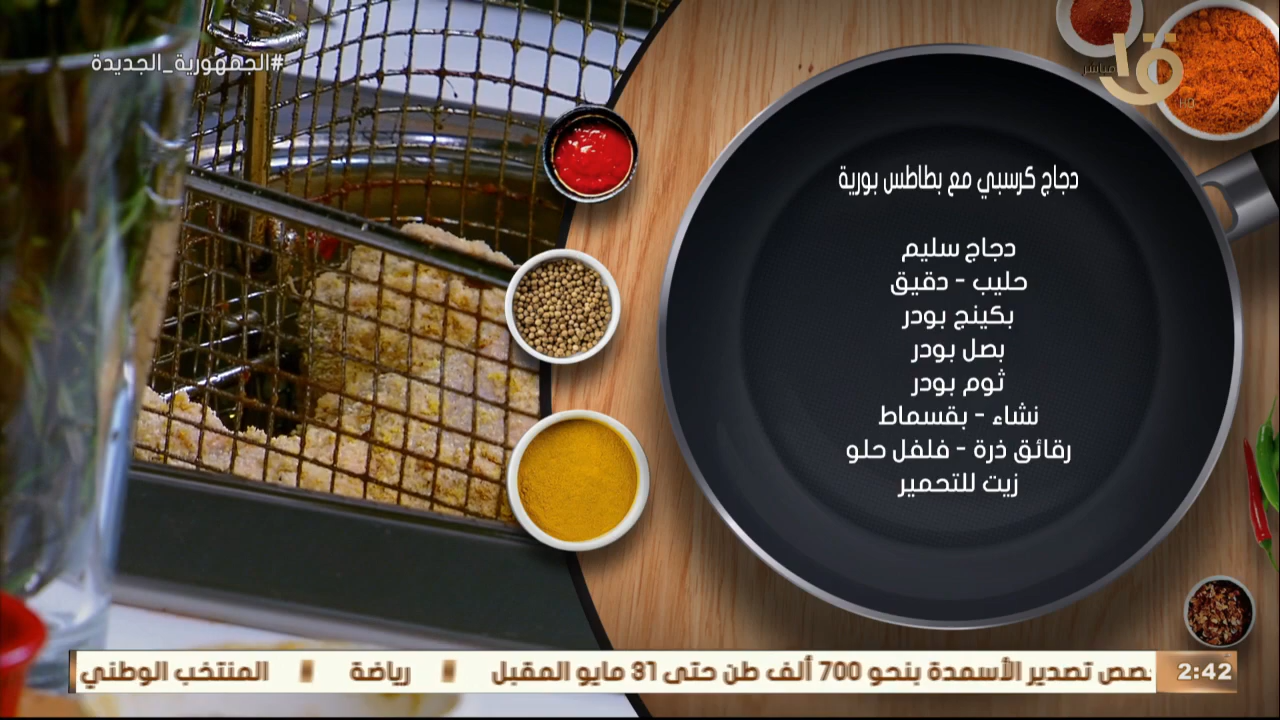 #الجمهورية_الجديدة
مباشر
HD
دجاج كرسبي مع بطاطس بورية
دجاج سليم
حليب - دقيق
بكينج بودر
بصل بودر
ثوم بودر
نشاء - بقسماط
رقائق ذرة - فلفل حلو
زيت للتحمير
تصدير الأسمدة بنحو 700 ألف طن حتى 31 مايو المقبل رياضة المنتخب الوطني
2:42